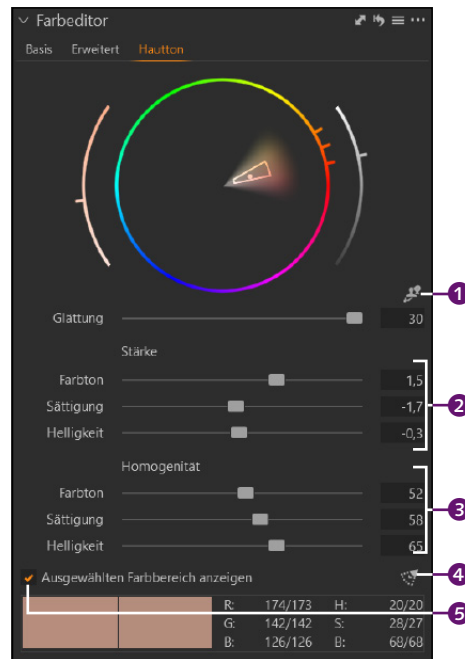 Farbeditor
Basis Erweitert Hautton
1
Glättung 30
Stärke
Farbton 1,5
Sättigung -1,7
2
Helligkeit -0,3
Homogenität
Farbton 52
Sättigung 58
3
Helligkeit 65
Ausgewählten Farbbereich anzeigen
4
R: 174/173 H: 20/20
5
G: 142/142 S: 28/27
B: 126/126 B: 68/68